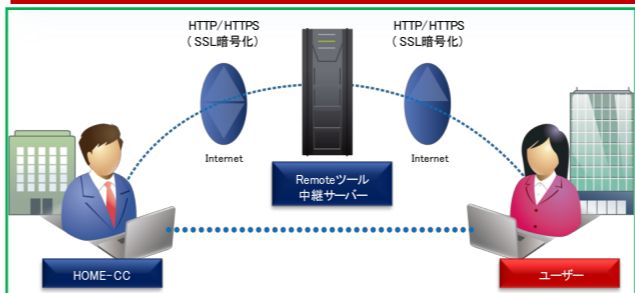 HTTP/HTTPS
(SSL暗号化)
HTTP/HTTPS
(SSL暗号化)
Internet
Internet
Remoteツール
中継サーバー
HOME-CC
ユーザー